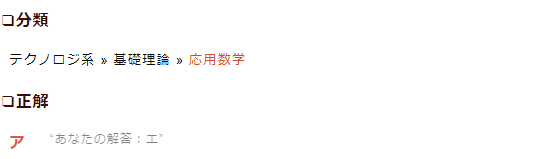 ❏分類
テクノロジ系 » 基礎理論 » 応用数学
❏正解
ア “あなたの解答：エ”